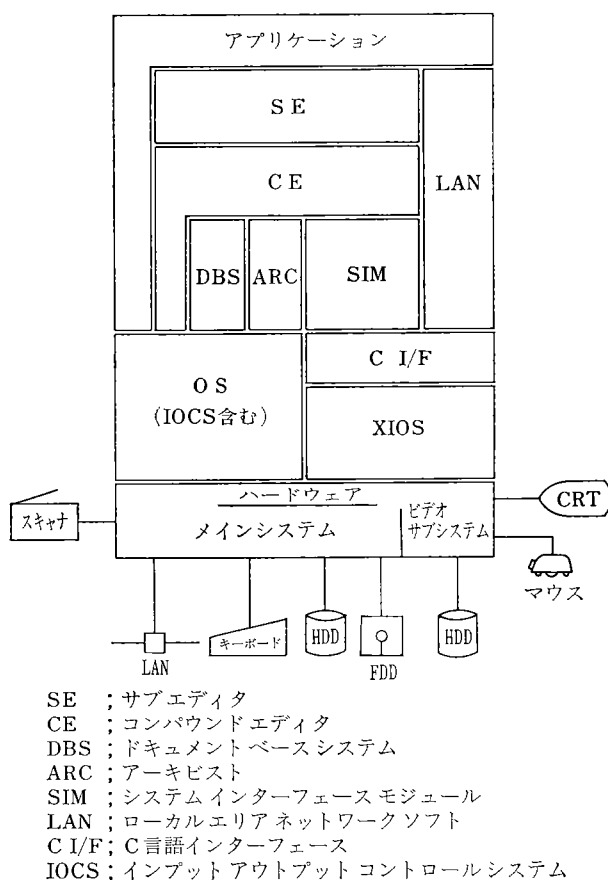 アプリケーション
SE
CE
LAN
DBS
ARC
SIM
OS
(IOCS含む)
C I/F
XIOS
ハードウェア
メインシステム
ビデオ
サブシステム
スキャナ
CRT
マウス
LAN
キーボード
HDD
FDD
HDD
SE ; サブエディタ
CE ; コンパウンドエディタ
DBS ; ドキュメントベースシステム
ARC ; アーキビスト
SIM ; システムインターフェースモジュール
LAN ; ローカルエリアネットワークソフト
C I/F; C言語インターフェース
IOCS ; インプットアウトプットコントロールシステム